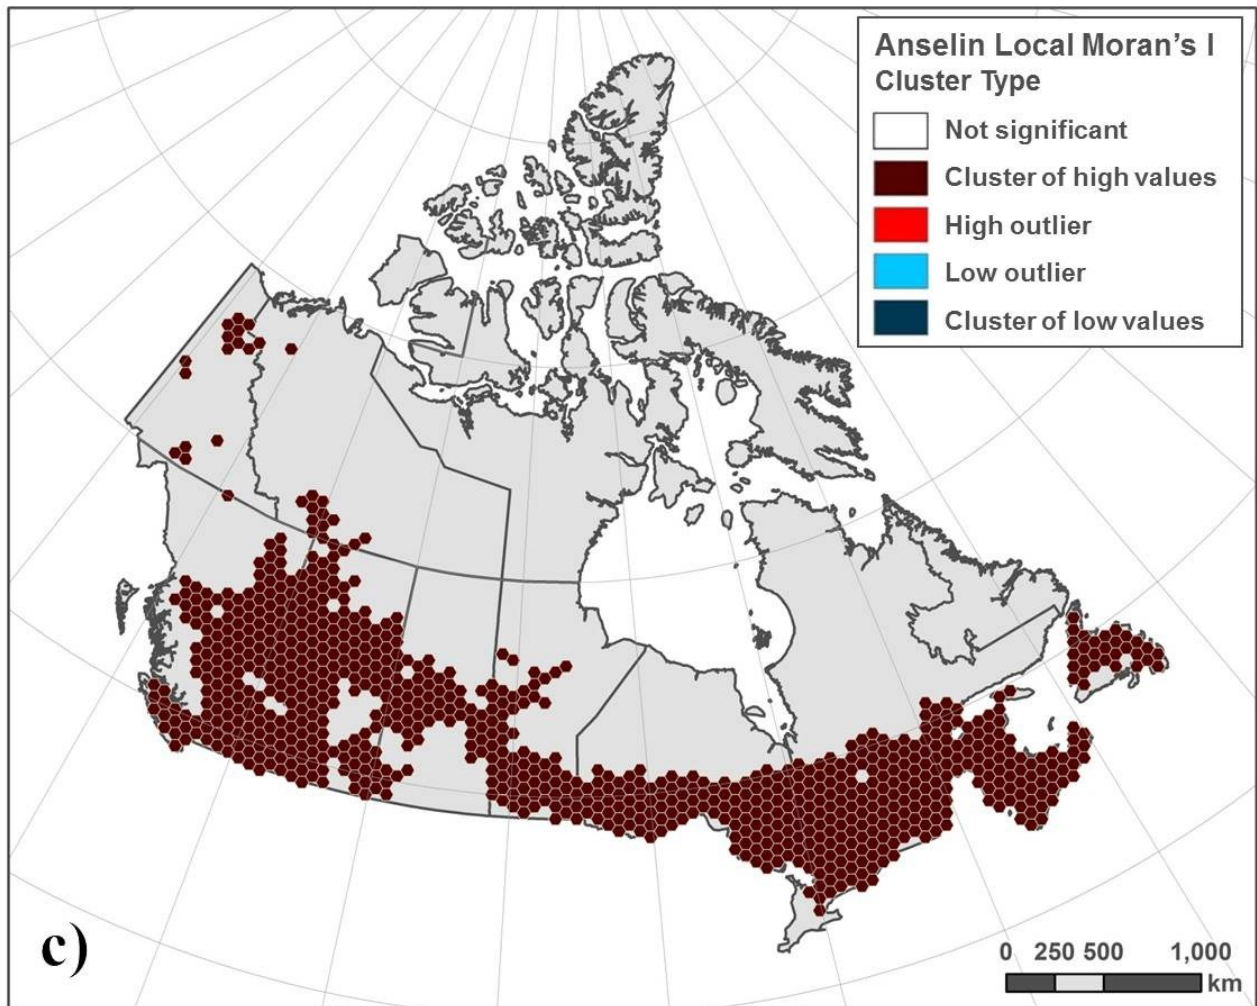 Anselin Local Moran's I
Cluster Type
Not significant
Cluster of high values
High outlier
Low outlier
Cluster of low values
c)
0 250 500 1,000
km